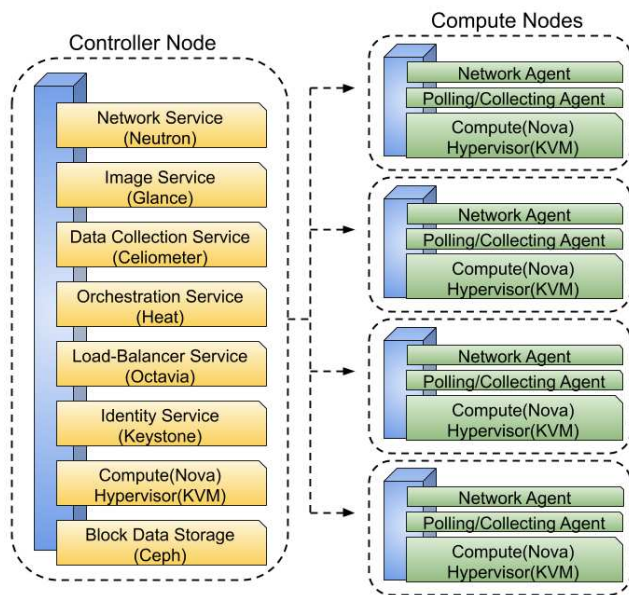 Controller Node
Network Service
(Neutron)
Image Service
(Glance)
Data Collection Service
(Celiometer)
Orchestration Service
(Heat)
Load-Balancer Service
(Octavia)
Identity Service
(Keystone)
Compute(Nova)
Hypervisor(KVM)
Block Data Storage
(Ceph)
Compute Nodes
Network Agent
Polling/Collecting Agent
Compute(Nova)
Hypervisor(KVM)
Network Agent
Polling/Collecting Agent
Compute(Nova)
Hypervisor(KVM)
Network Agent
Polling/Collecting Agent
Compute(Nova)
Hypervisor(KVM)
Network Agent
Polling/Collecting Agent
Compute(Nova)
Hypervisor(KVM)